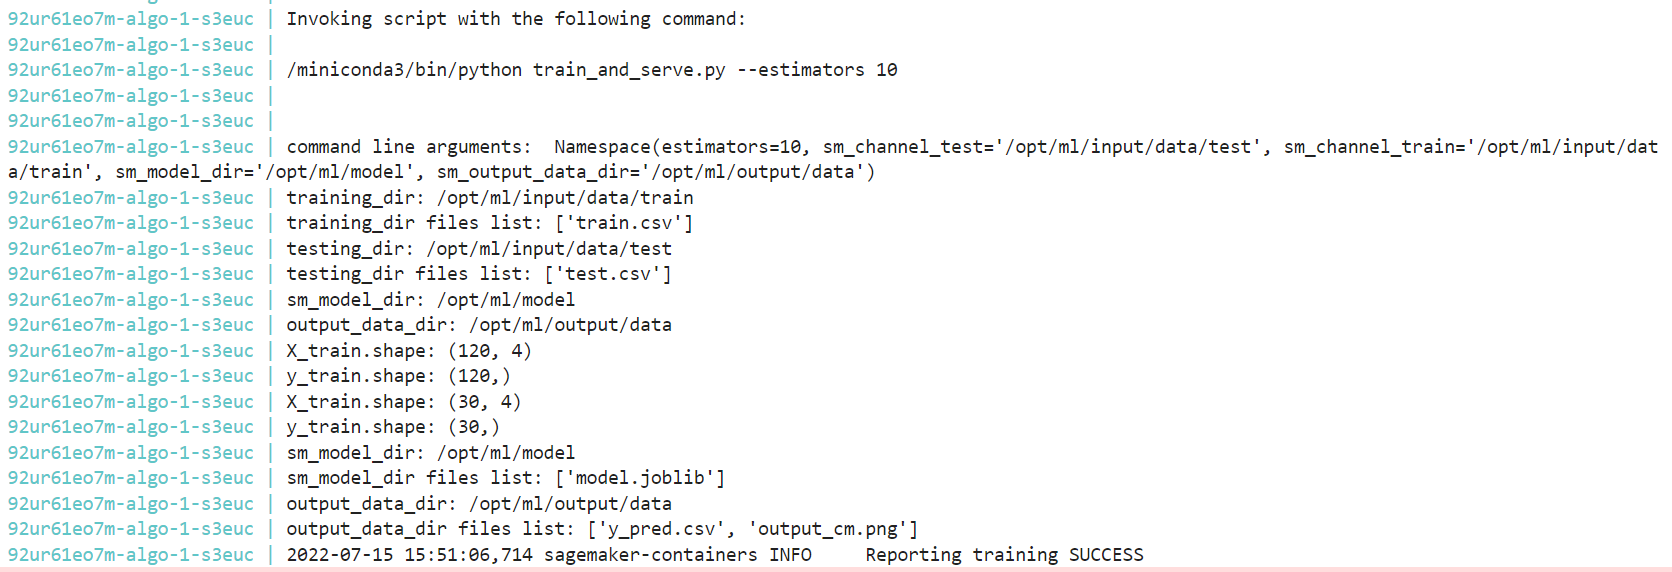 92ur61eo7m-algo-1-s3euc | Invoking script with the following command:
92ur61eo7m-algo-1-s3euc |
92ur61eo7m-algo-1-s3euc | /miniconda3/bin/python train_and_serve.py --estimators 10
92ur61eo7m-algo-1-s3euc |
92ur61eo7m-algo-1-s3euc |
92ur61eo7m-algo-1-s3euc | command line arguments:  Namespace(estimators=10, sm_channel_test='/opt/ml/input/data/test', sm_channel_train='/opt/ml/input/dat
a/train', sm_model_dir='/opt/ml/model', sm_output_data_dir='/opt/ml/output/data')
92ur61eo7m-algo-1-s3euc | training_dir: /opt/ml/input/data/train
92ur61eo7m-algo-1-s3euc | training_dir files list: ['train.csv']
92ur61eo7m-algo-1-s3euc | testing_dir: /opt/ml/input/data/test
92ur61eo7m-algo-1-s3euc | testing_dir files list: ['test.csv']
92ur61eo7m-algo-1-s3euc | sm_model_dir: /opt/ml/model
92ur61eo7m-algo-1-s3euc | output_data_dir: /opt/ml/output/data
92ur61eo7m-algo-1-s3euc | X_train.shape: (120, 4)
92ur61eo7m-algo-1-s3euc | y_train.shape: (120,)
92ur61eo7m-algo-1-s3euc | X_train.shape: (30, 4)
92ur61eo7m-algo-1-s3euc | y_train.shape: (30,)
92ur61eo7m-algo-1-s3euc | sm_model_dir: /opt/ml/model
92ur61eo7m-algo-1-s3euc | sm_model_dir files list: ['model.joblib']
92ur61eo7m-algo-1-s3euc | output_data_dir: /opt/ml/output/data
92ur61eo7m-algo-1-s3euc | output_data_dir files list: ['y_pred.csv', 'output_cm.png']
92ur61eo7m-algo-1-s3euc | 2022-07-15 15:51:06,714 sagemaker-containers INFO     Reporting training SUCCESS